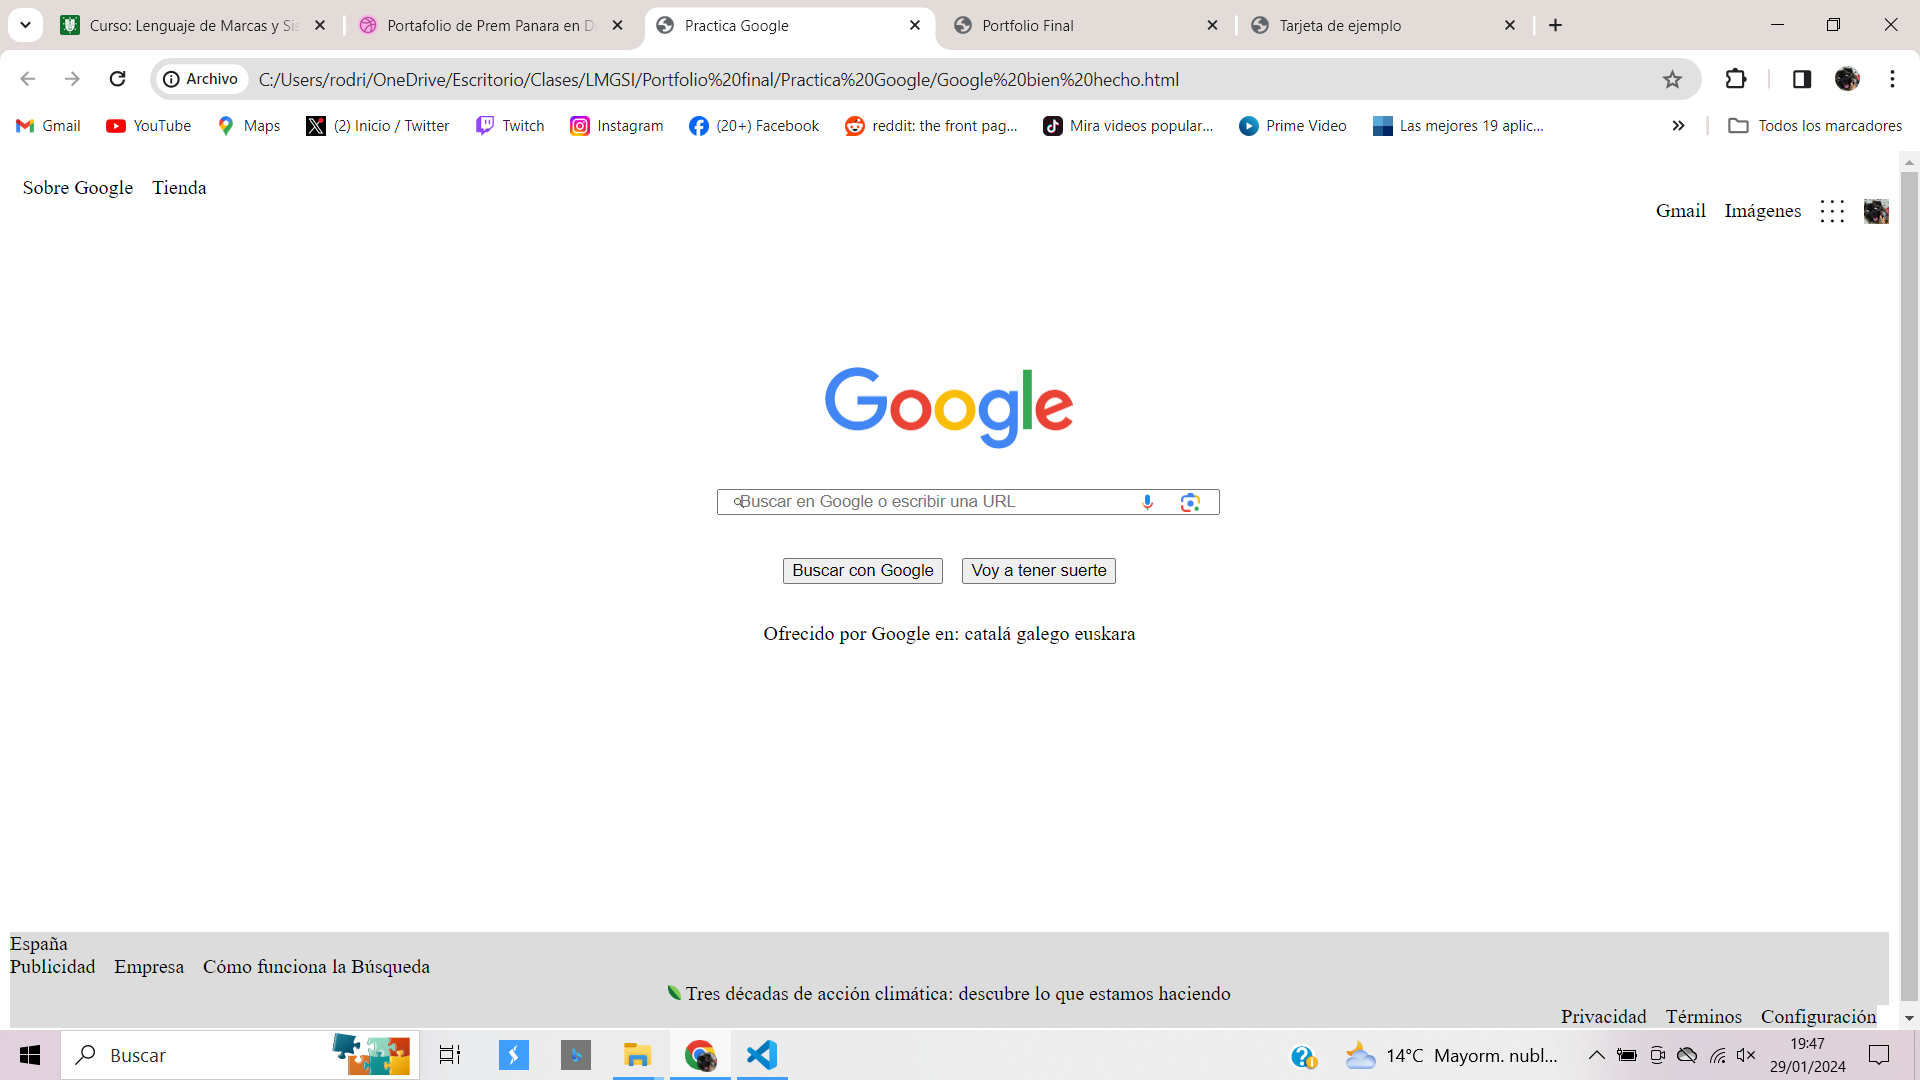 Curso: Lenguaje de Marcas y Sis
Portafolio de Prem Panara en D
Practica Google
Portfolio Final
Tarjeta de ejemplo
Archivo
C:/Users/rodri/OneDrive/Escritorio/Clases/LMGSI/Portfolio%20final/Practica%20Google/Google%20bien%20hecho.html
Gmail
YouTube
Maps
(2) Inicio / Twitter
Twitch
Instagram
(20+) Facebook
reddit: the front pag...
Mira videos popular...
Prime Video
Las mejores 19 aplic...
Todos los marcadores
Sobre Google Tienda
Gmail Imágenes
Google
Buscar en Google o escribir una URL
Buscar con Google
Voy a tener suerte
Ofrecido por Google en: catalá galego euskara
España
Publicidad Empresa Cómo funciona la Búsqueda
Tres décadas de acción climática: descubre lo que estamos haciendo
Privacidad Términos Configuración
Buscar
14°C Mayorm. nubl...
19:47
29/01/2024